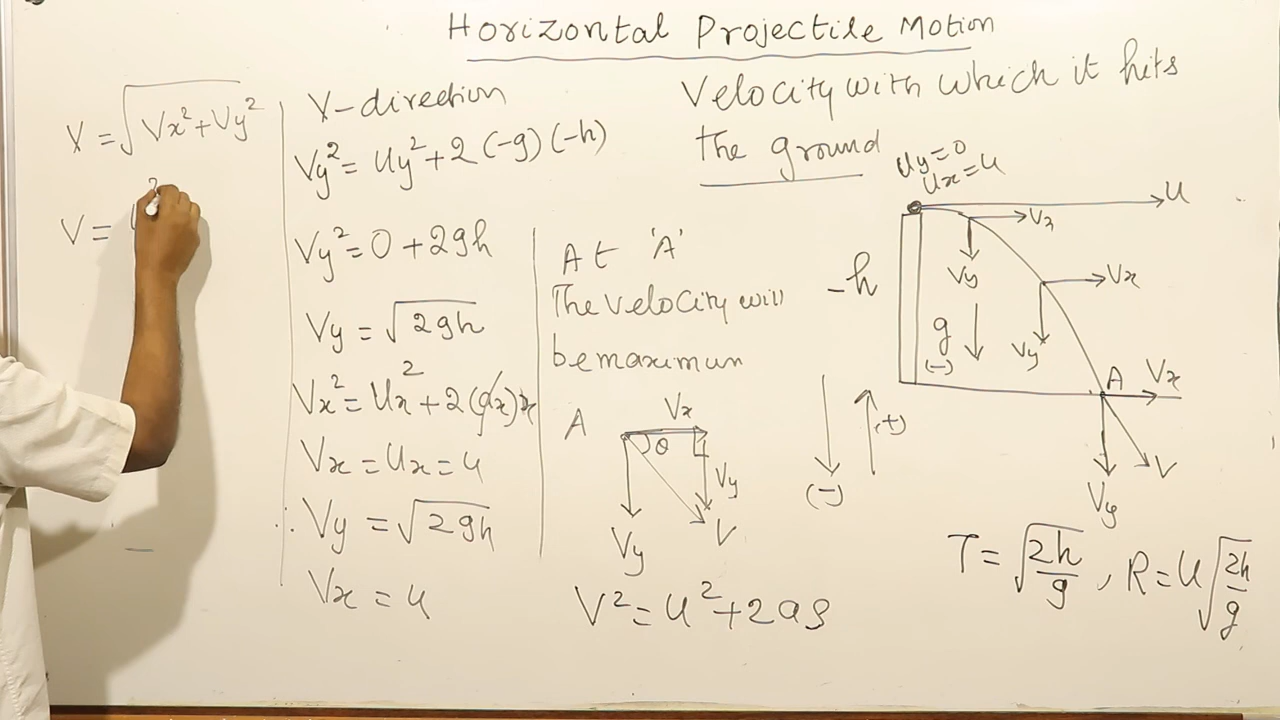 Horizontal Projectile Motion
V = √Vx²+Vy²
V =
Y-direction
Vy² = Uy²+2(-g)(-h)
Vy² = 0+2gh
Vy = √2gh
Vx² = Ux²+2(gx)x
Vx = Ux = u
∴ Vy = √2gh
Vx = u
Velocity with which it hits
the ground
At 'A'
The velocity will
be maximum
A
Vx
θ
Vy
Vy
V
V² = u²+2as
Uy=0
Ux=u
u
Vx
Vy
-h
Vx
g
(-)
Vy
A
Vx
(+)
(-)
V
Vy
T = √2h/g , R = u√2h/g